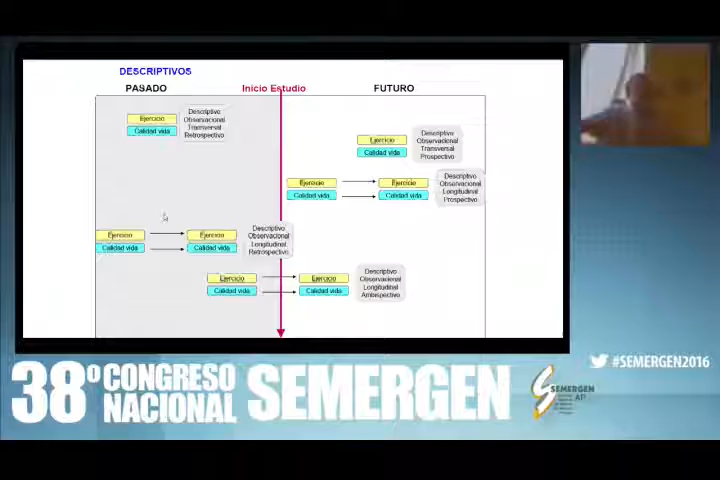 DESCRIPTIVOS
PASADO
Inicio Estudio
FUTURO
Ejercicio
Calidad vida
Descriptivo
Observacional
Transversal
Retrospectivo
Ejercicio
Calidad vida
Descriptivo
Observacional
Transversal
Prospectivo
Ejercicio
Calidad vida
Ejercicio
Calidad vida
Descriptivo
Observacional
Longitudinal
Prospectivo
Ejercicio
Calidad vida
Ejercicio
Calidad vida
Descriptivo
Observacional
Longitudinal
Retrospectivo
Ejercicio
Calidad vida
Ejercicio
Calidad vida
Descriptivo
Observacional
Longitudinal
Ambispectivo
#SEMERGEN2016
38º CONGRESO
NACIONAL
SEMERGEN
SEMERGEN
AP